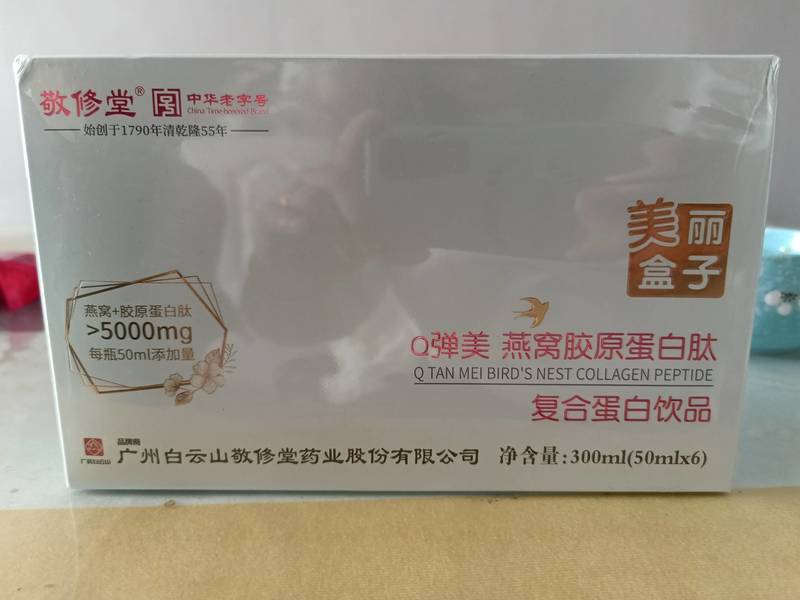 敬修堂® 中华老字号
China Time-honored Brand
始创于1790年清乾隆55年
美丽
盒子
燕窝+胶原蛋白肽
>5000mg
每瓶50ml添加量
Q弹美 燕窝胶原蛋白肽
Q TAN MEI BIRD'S NEST COLLAGEN PEPTIDE
复合蛋白饮品
品牌商
广州白云山敬修堂药业股份有限公司 净含量:300ml(50mlx6)